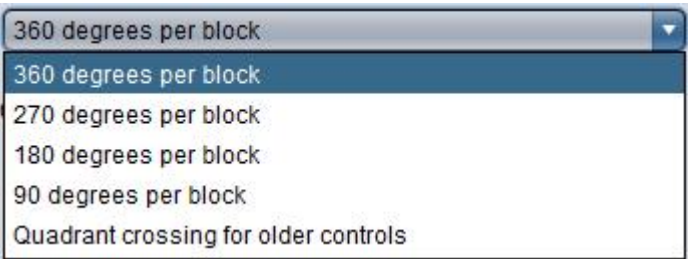 360 degrees per block
360 degrees per block
270 degrees per block
180 degrees per block
90 degrees per block
Quadrant crossing for older controls